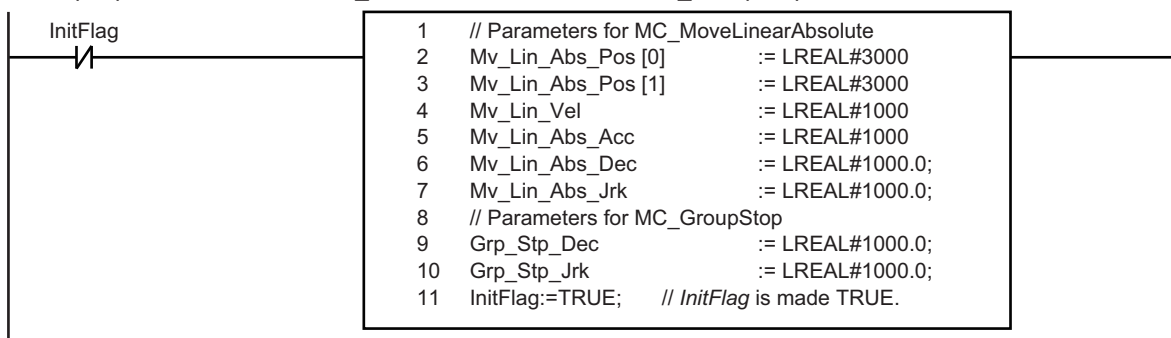 InitFlag
1 // Parameters for MC_MoveLinearAbsolute
2 Mv_Lin_Abs_Pos [0] := LREAL#3000
3 Mv_Lin_Abs_Pos [1] := LREAL#3000
4 Mv_Lin_Vel := LREAL#1000
5 Mv_Lin_Abs_Acc := LREAL#1000
6 Mv_Lin_Abs_Dec := LREAL#1000.0;
7 Mv_Lin_Abs_Jrk := LREAL#1000.0;
8 // Parameters for MC_GroupStop
9 Grp_Stp_Dec := LREAL#1000.0;
10 Grp_Stp_Jrk := LREAL#1000.0;
11 InitFlag:=TRUE; // InitFlag is made TRUE.